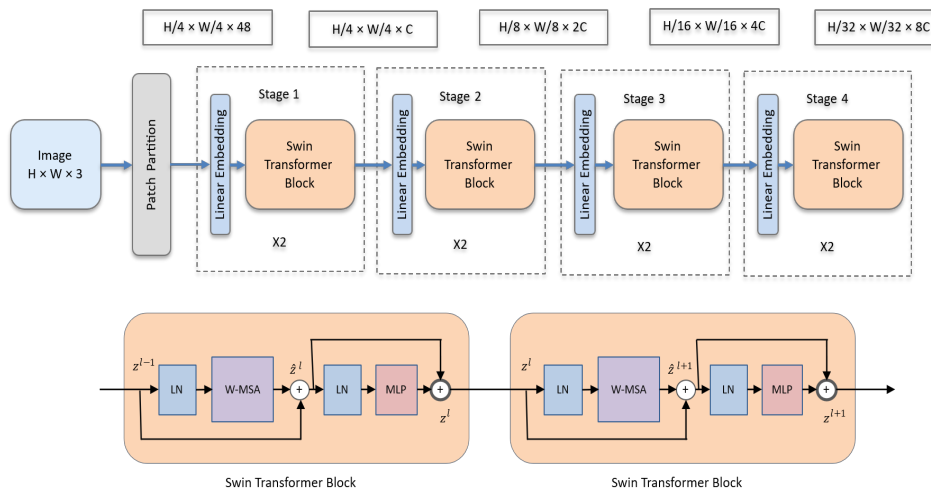 H/4 × W/4 × 48
H/4 × W/4 × C
H/8 × W/8 × 2C
H/16 × W/16 × 4C
H/32 × W/32 × 8C
Image
H × W × 3
Patch Partition
Stage 1
Linear Embedding
Swin
Transformer
Block
X2
Stage 2
Linear Embedding
Swin
Transformer
Block
X2
Stage 3
Linear Embedding
Swin
Transformer
Block
X2
Stage 4
Linear Embedding
Swin
Transformer
Block
X2
z^{l-1}
LN
W-MSA
ẑ^l
+
LN
MLP
+
z^l
Swin Transformer Block
z^l
LN
W-MSA
ẑ^{l+1}
+
LN
MLP
+
z^{l+1}
Swin Transformer Block